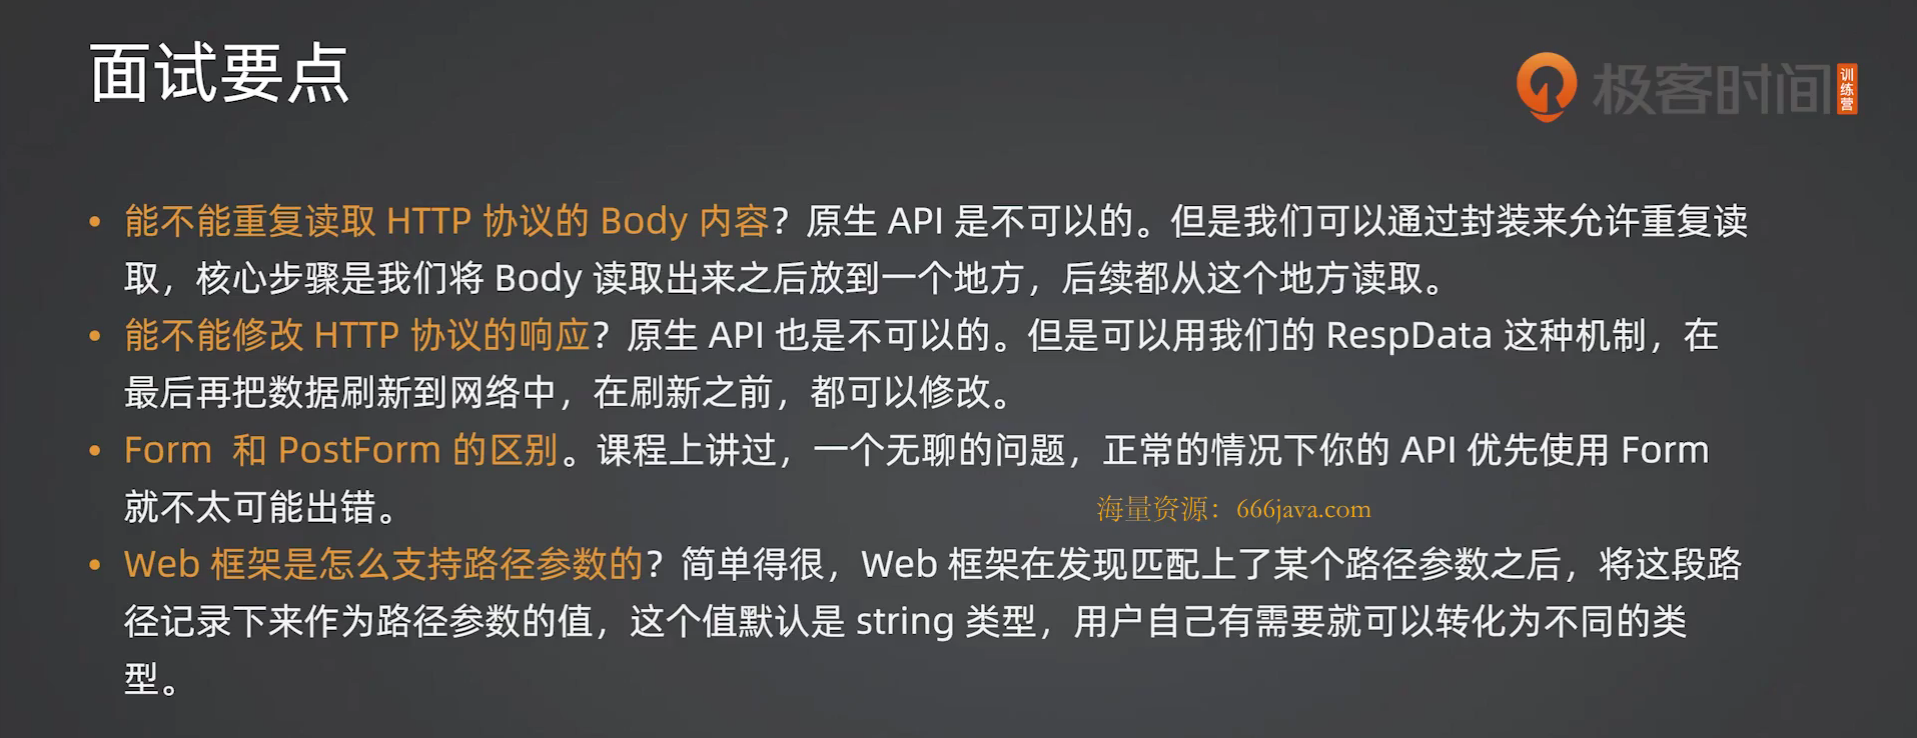 面试要点
极客时间 训练营
• 能不能重复读取 HTTP 协议的 Body 内容？原生 API 是不可以的。但是我们可以通过封装来允许重复读
取，核心步骤是我们将 Body 读取出来之后放到一个地方，后续都从这个地方读取。
• 能不能修改 HTTP 协议的响应？原生 API 也是不可以的。但是可以用我们的 RespData 这种机制，在
最后再把数据刷新到网络中，在刷新之前，都可以修改。
• Form 和 PostForm 的区别。课程上讲过，一个无聊的问题，正常的情况下你的 API 优先使用 Form
就不太可能出错。
海量资源：666java.com
• Web 框架是怎么支持路径参数的？简单得很，Web 框架在发现匹配上了某个路径参数之后，将这段路
径记录下来作为路径参数的值，这个值默认是 string 类型，用户自己有需要就可以转化为不同的类
型。